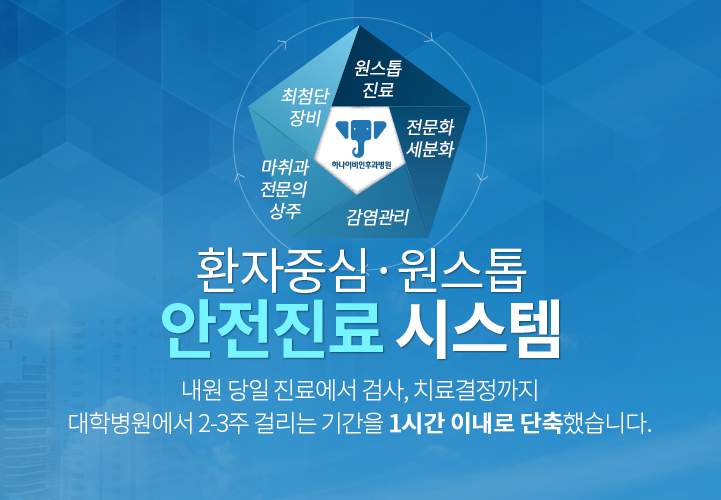 원스톱
진료
최첨단
장비
전문화
세분화
하나이비인후과병원
마취과
전문의
상주
감염관리
환자중심·원스톱
안전진료 시스템
내원 당일 진료에서 검사, 치료결정까지
대학병원에서 2-3주 걸리는 기간을 1시간 이내로 단축했습니다.